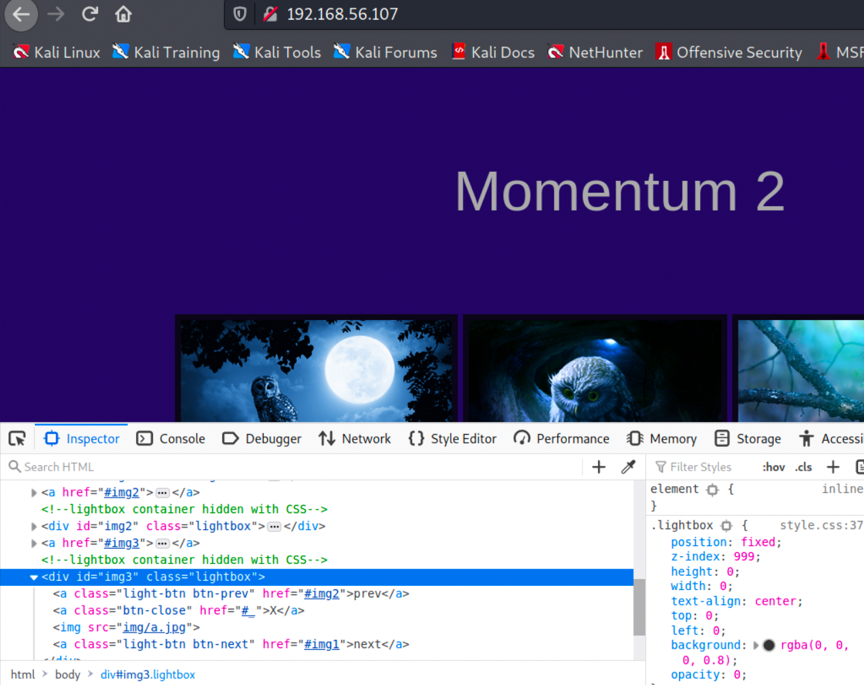 192.168.56.107
Kali Linux Kali Training Kali Tools Kali Forums Kali Docs NetHunter Offensive Security MSF
Momentum 2
Inspector Console Debugger Network Style Editor Performance Memory Storage Accessi
Search HTML
Filter Styles :hov .cls
<a href="#img2"></a>
<!--lightbox container hidden with CSS-->
<div id="img2" class="lightbox"></div>
<a href="#img3"></a>
<!--lightbox container hidden with CSS-->
<div id="img3" class="lightbox">
<a class="light-btn btn-prev" href="#img2">prev</a>
<a class="btn-close" href="#_">X</a>
<img src="img/a.jpg">
<a class="light-btn btn-next" href="#img1">next</a>
</div>
element { inline
}
.lightbox { style.css:37
position: fixed;
z-index: 999;
height: 0;
width: 0;
text-align: center;
top: 0;
left: 0;
background: rgba(0, 0,
0, 0.8);
opacity: 0;
html > body > div#img3.lightbox